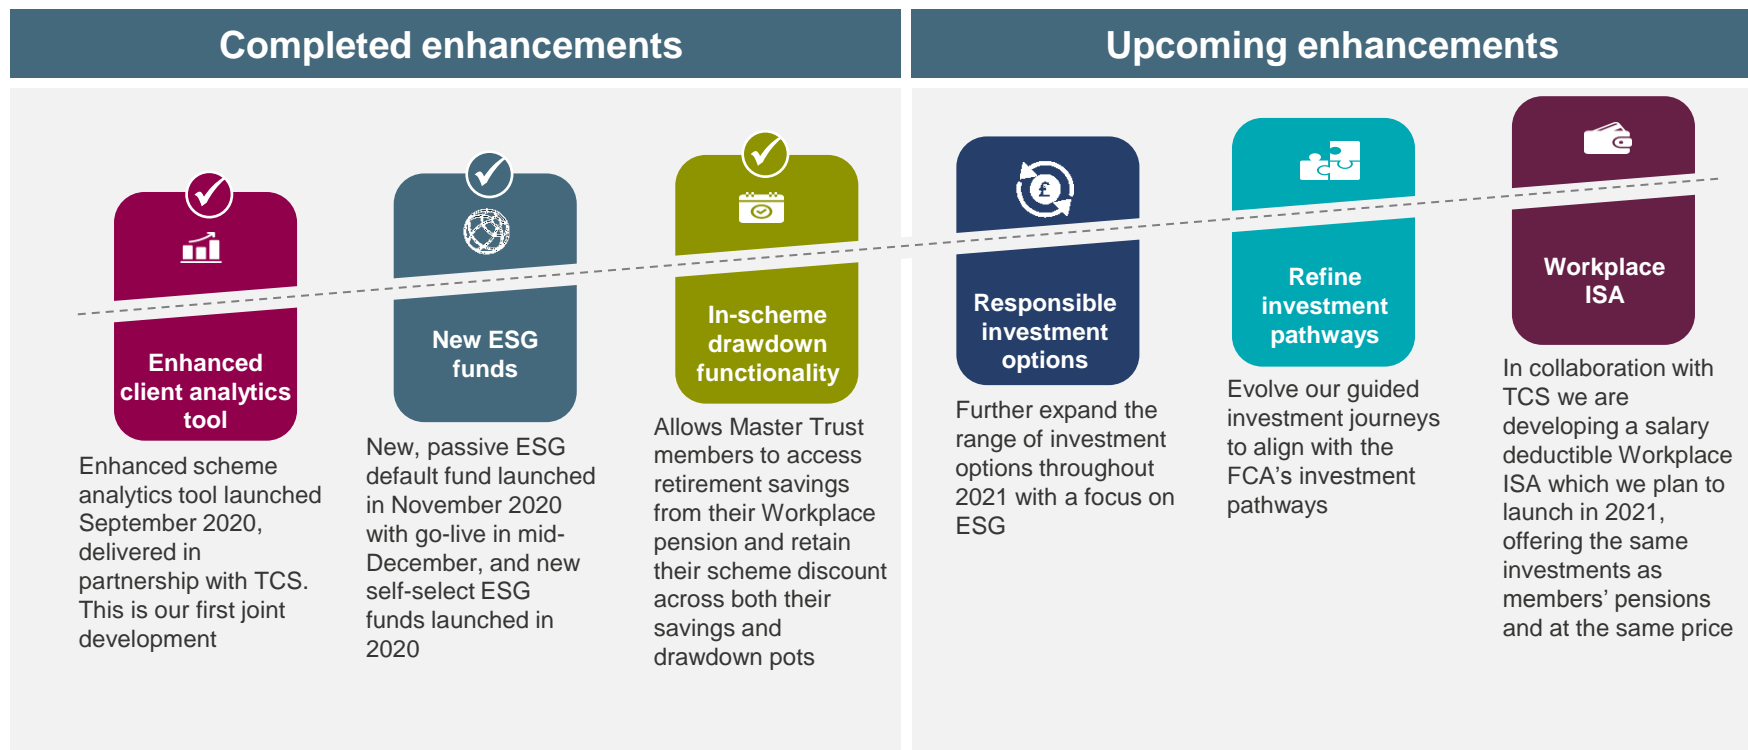 Completed enhancements
Enhanced
client analytics
tool
Enhanced scheme
analytics tool launched
September 2020,
delivered in
partnership with TCS.
This is our first joint
development
New ESG
funds
New, passive ESG
default fund launched
in November 2020
with go-live in mid-
December, and new
self-select ESG
funds launched in
2020
In-scheme
drawdown
functionality
Allows Master Trust
members to access
retirement savings
from their Workplace
pension and retain
their scheme discount
across both their
savings and
drawdown pots
Upcoming enhancements
£
Responsible
investment
options
Further expand the
range of investment
options throughout
2021 with a focus on
ESG
Refine
investment
pathways
Evolve our guided
investment journeys
to align with the
FCA’s investment
pathways
Workplace
ISA
In collaboration with
TCS we are
developing a salary
deductible Workplace
ISA which we plan to
launch in 2021,
offering the same
investments as
members’ pensions
and at the same price